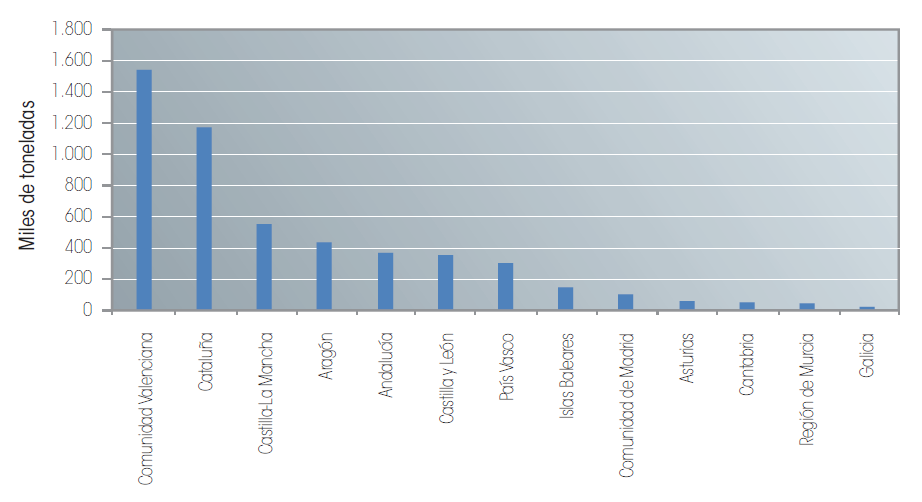 1.800
1.600
1.400
1.200
1.000
800
600
400
200
0
Miles de toneladas
Comunidad Valenciana
Cataluña
Castilla-La Mancha
Aragón
Andalucía
Castilla y León
País Vasco
Islas Baleares
Comunidad de Madrid
Asturias
Cantabria
Región de Murcia
Galicia